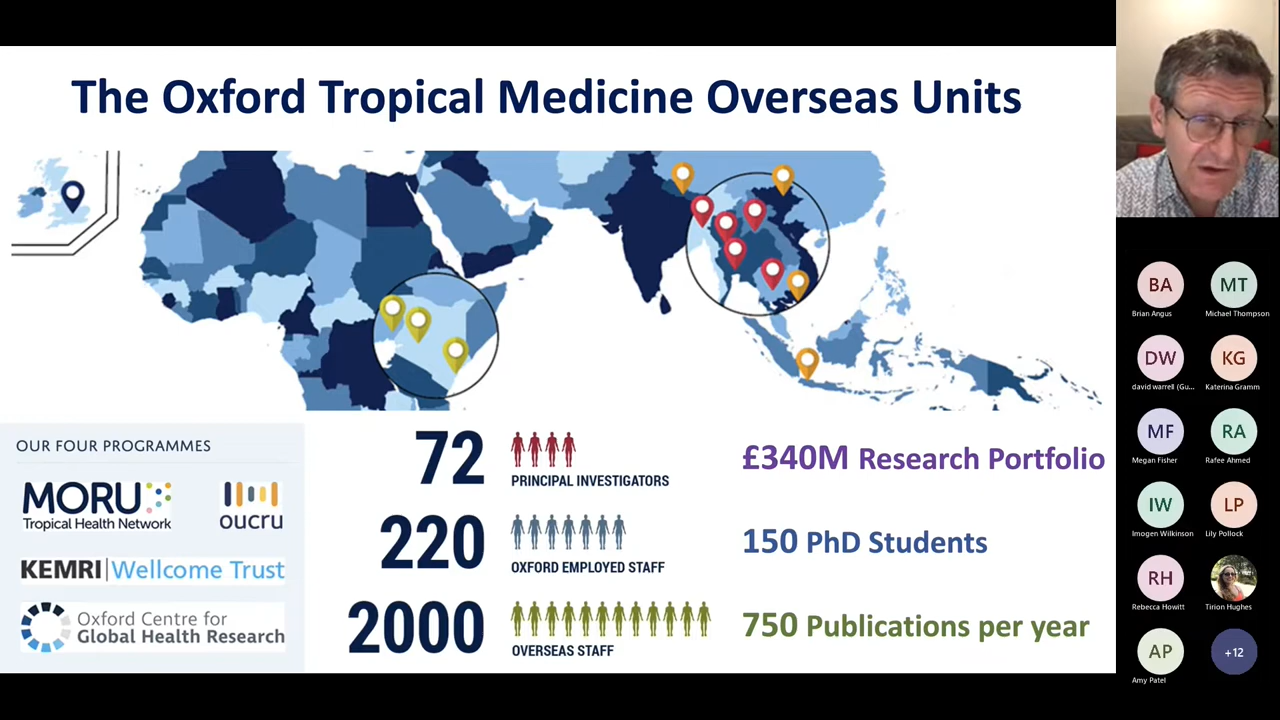 The Oxford Tropical Medicine Overseas Units
OUR FOUR PROGRAMMES
MORU
Tropical Health Network
oucru
KEMRI|Wellcome Trust
Oxford Centre for
Global Health Research
72
PRINCIPAL INVESTIGATORS
220
OXFORD EMPLOYED STAFF
2000
OVERSEAS STAFF
£340M Research Portfolio
150 PhD Students
750 Publications per year
BA
Brian Angus
MT
Michael Thompson
DW
david warrell (Gu...
KG
Katerina Gramm
MF
Megan Fisher
RA
Rafee Ahmed
IW
Imogen Wilkinson
LP
Lily Pollock
RH
Rebecca Howitt
Tirion Hughes
AP
Amy Patel
+12